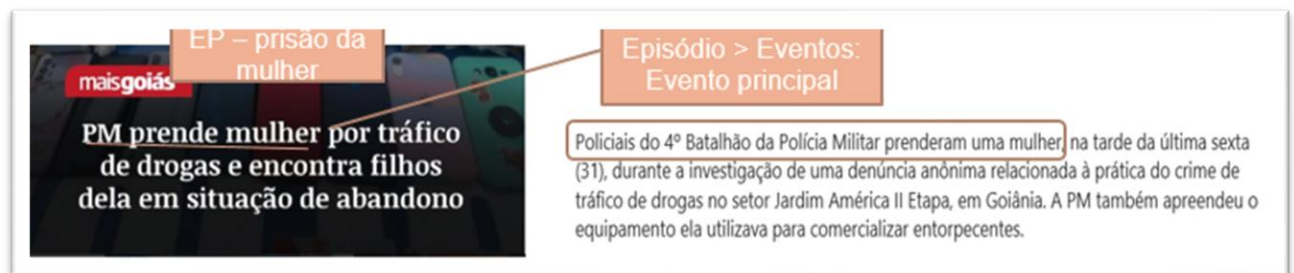 EP – prisão da
mulher
maisgoiás
PM prende mulher por tráfico
de drogas e encontra filhos
dela em situação de abandono
Episódio > Eventos:
Evento principal
Policiais do 4º Batalhão da Polícia Militar prenderam uma mulher, na tarde da última sexta
(31), durante a investigação de uma denúncia anônima relacionada à prática do crime de
tráfico de drogas no setor Jardim América II Etapa, em Goiânia. A PM também apreendeu o
equipamento ela utilizava para comercializar entorpecentes.